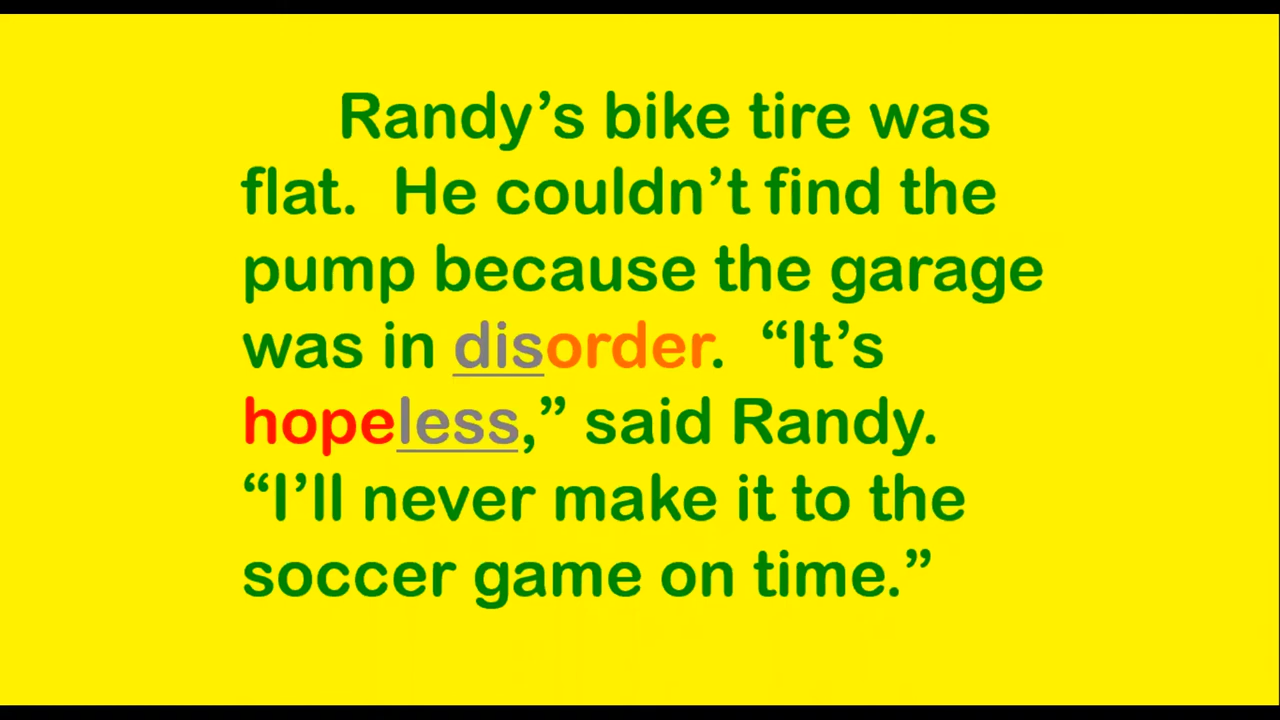 Randy’s bike tire was
flat.  He couldn’t find the
pump because the garage
was in disorder.  “It’s
hopeless,” said Randy.
“I’ll never make it to the
soccer game on time.”